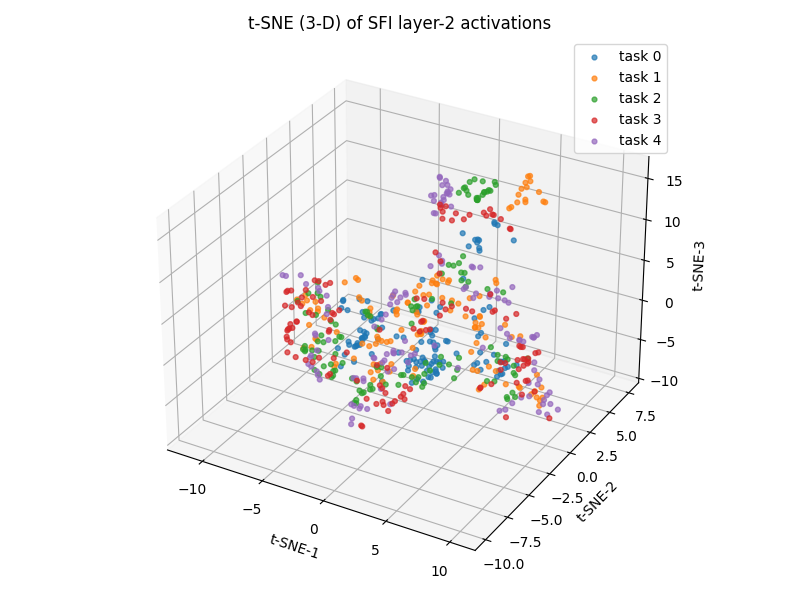 t-SNE (3-D) of SFI layer-2 activations
task 0
task 1
task 2
task 3
task 4
15
10
5
0
−5
−10
t-SNE-3
7.5
5.0
2.5
0.0
−2.5
−5.0
−7.5
−10.0
t-SNE-2
−10
−5
0
5
10
t-SNE-1